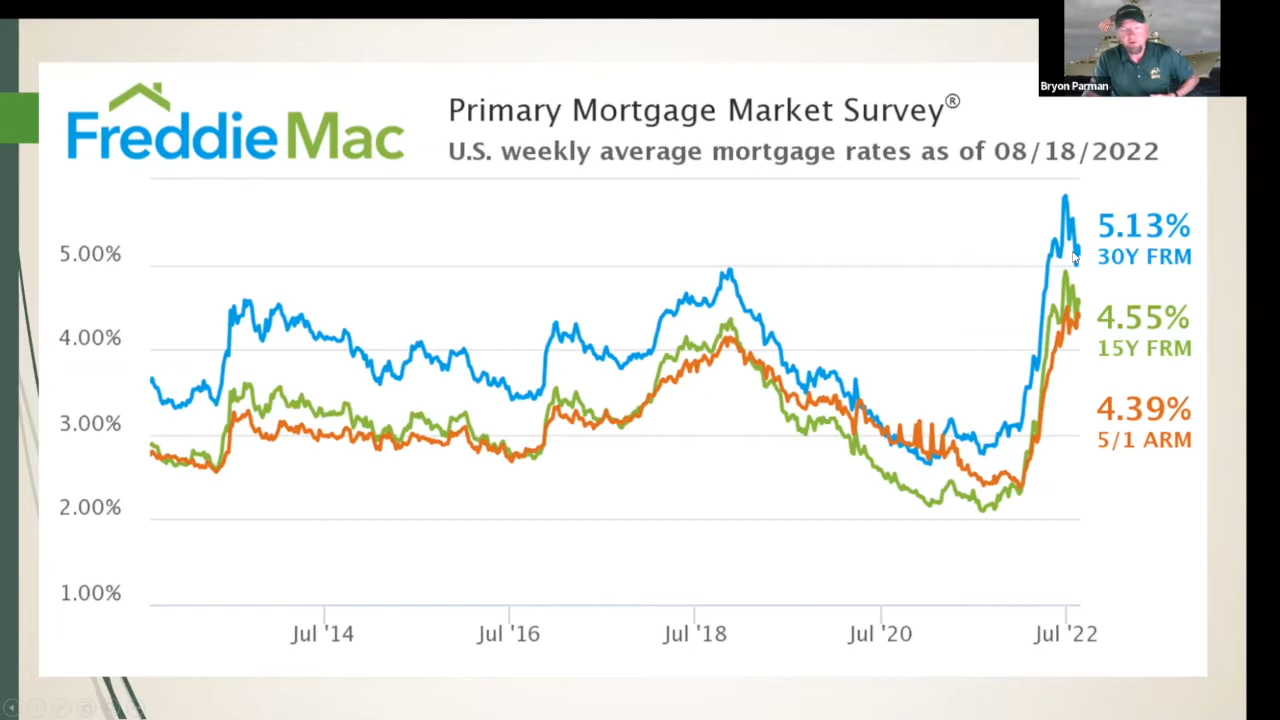 Bryon Parman
FreddieMac
Primary Mortgage Market Survey®
U.S. weekly average mortgage rates as of 08/18/2022
5.00%
4.00%
3.00%
2.00%
1.00%
5.13%
30Y FRM
4.55%
15Y FRM
4.39%
5/1 ARM
Jul '14
Jul '16
Jul '18
Jul '20
Jul '22